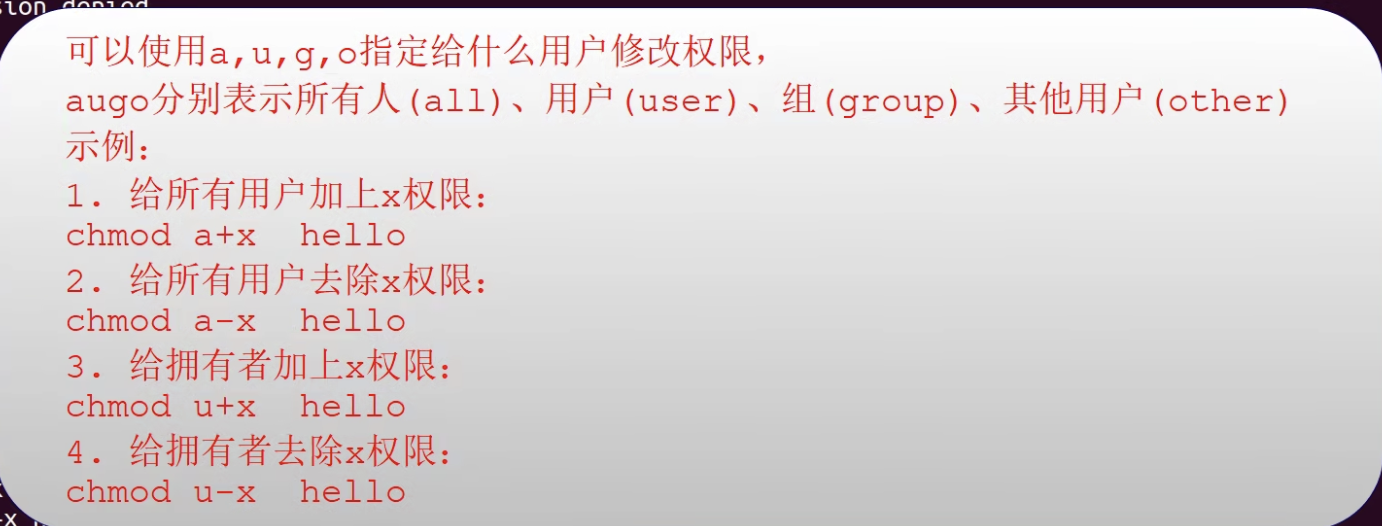 sion denied
可以使用a,u,g,o指定给什么用户修改权限，
augo分别表示所有人(all)、用户(user)、组(group)、其他用户(other)
示例：
1. 给所有用户加上x权限：
chmod a+x  hello
2. 给所有用户去除x权限：
chmod a-x  hello
3. 给拥有者加上x权限：
chmod u+x  hello
4. 给拥有者去除x权限：
chmod u-x  hello